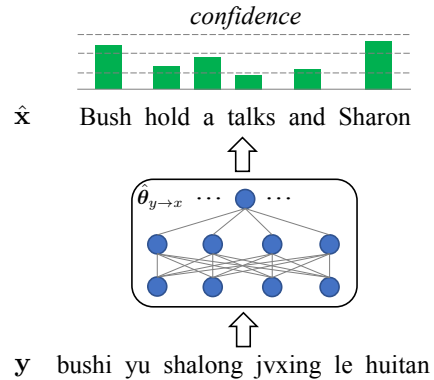 confidence
x̂ Bush hold a talks and Sharon
θ̂y→x ··· ···
y bushi yu shalong jvxing le huitan